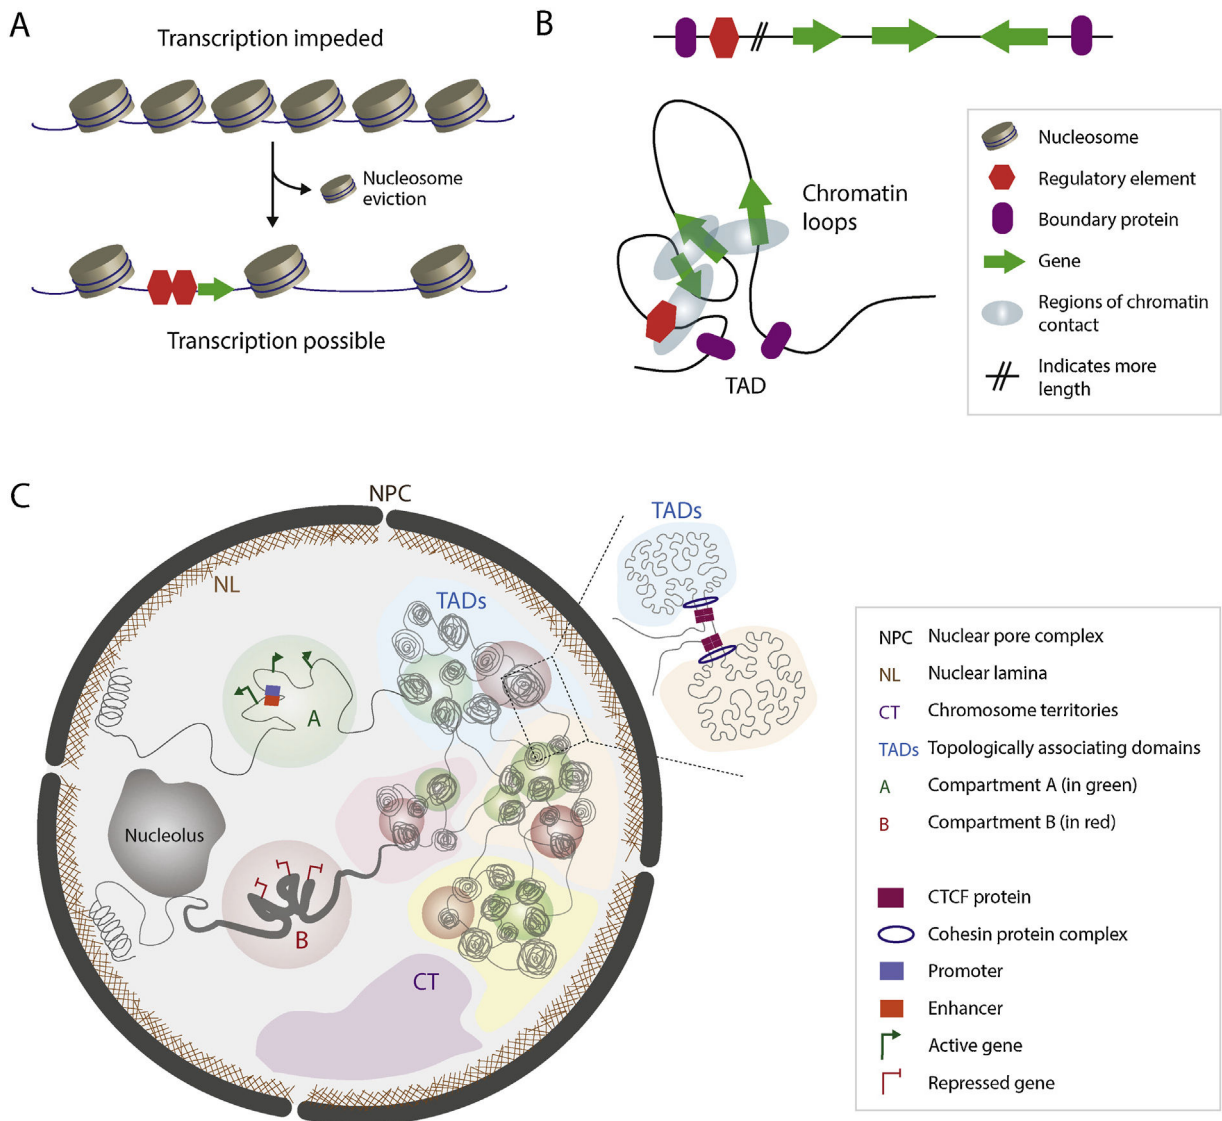 A
Transcription impeded
Nucleosome
eviction
Transcription possible
B
Chromatin
loops
TAD
Nucleosome
Regulatory element
Boundary protein
Gene
Regions of chromatin
contact
Indicates more
length
C
NPC
NL
TADs
TADs
A
Nucleolus
B
CT
NPC Nuclear pore complex
NL Nuclear lamina
CT Chromosome territories
TADs Topologically associating domains
A Compartment A (in green)
B Compartment B (in red)
CTCF protein
Cohesin protein complex
Promoter
Enhancer
Active gene
Repressed gene